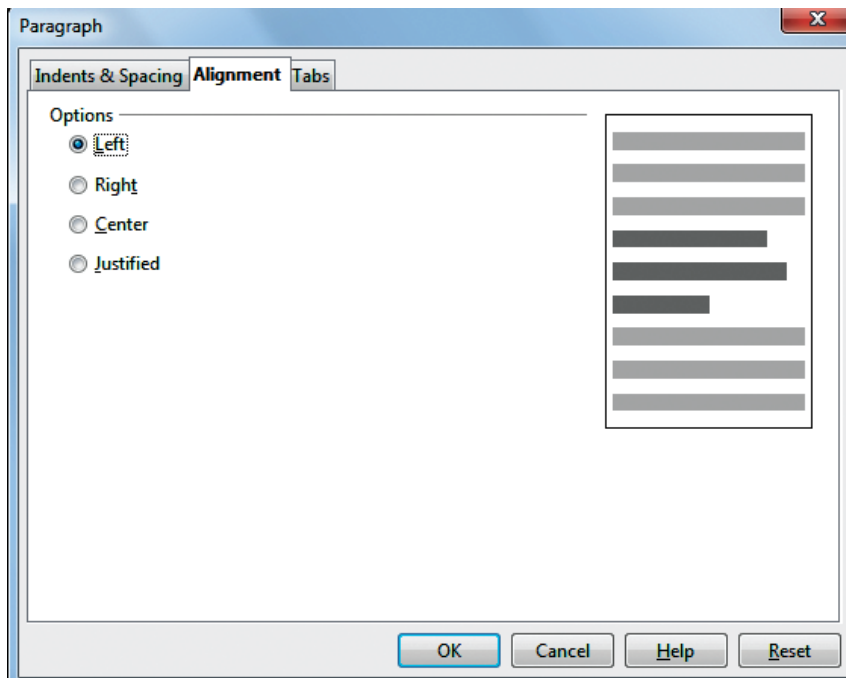 Paragraph
X
Indents & Spacing Alignment Tabs
Options
Left
Right
Center
Justified
OK Cancel Help Reset